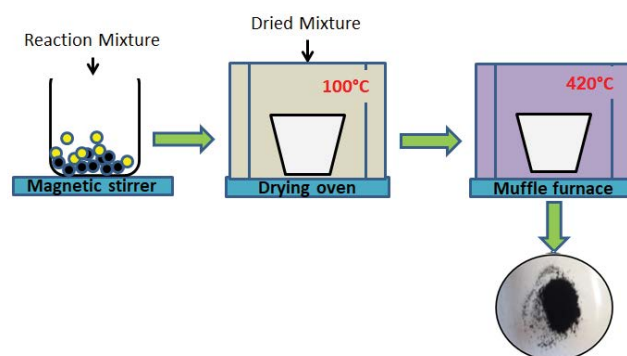 Reaction Mixture
Dried Mixture
100°C
420°C
Magnetic stirrer
Drying oven
Muffle furnace